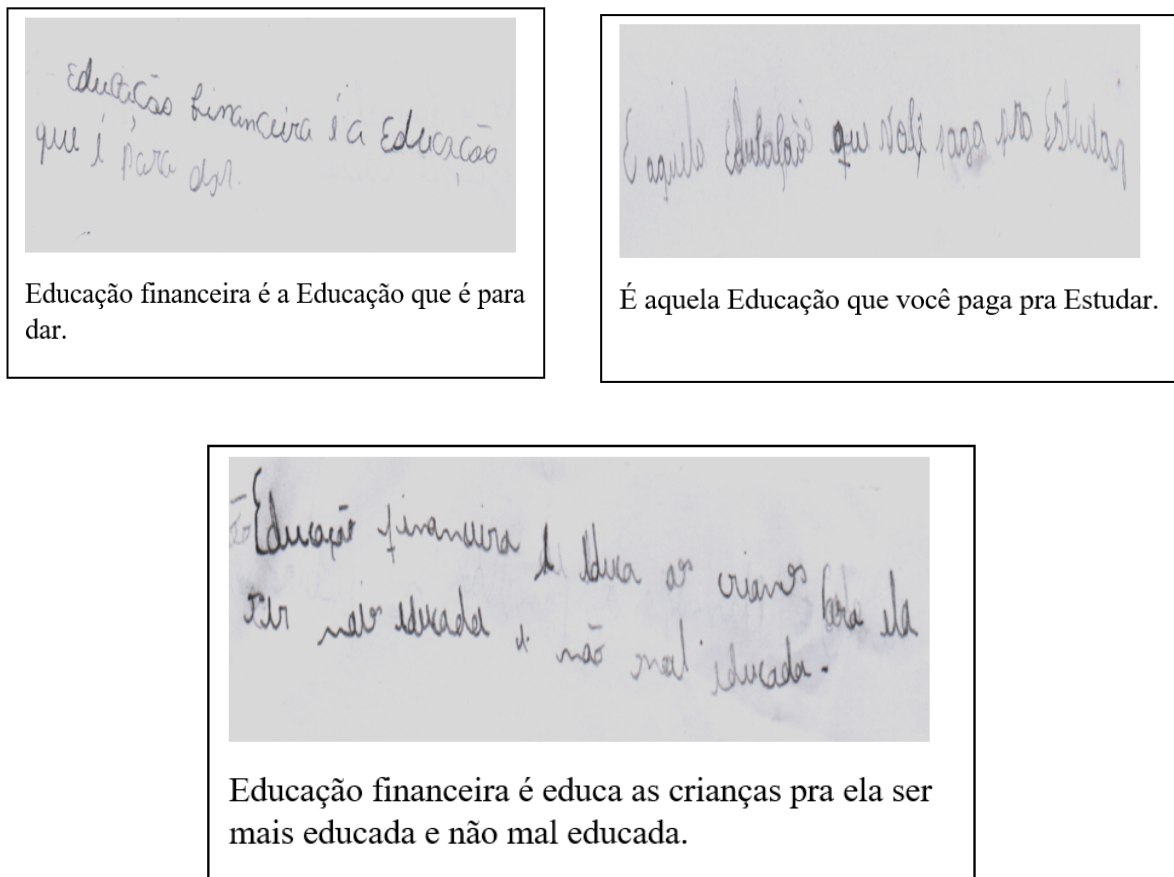 Educação financeira é a Educação
que é para dar.
Educação financeira é a Educação que é para
dar.
E aquela Educação que você paga pra Estudar
É aquela Educação que você paga pra Estudar.
Educação financeira é educa as crians para ela
ser mais educada e não mal educada.
Educação financeira é educa as crianças pra ela ser
mais educada e não mal educada.